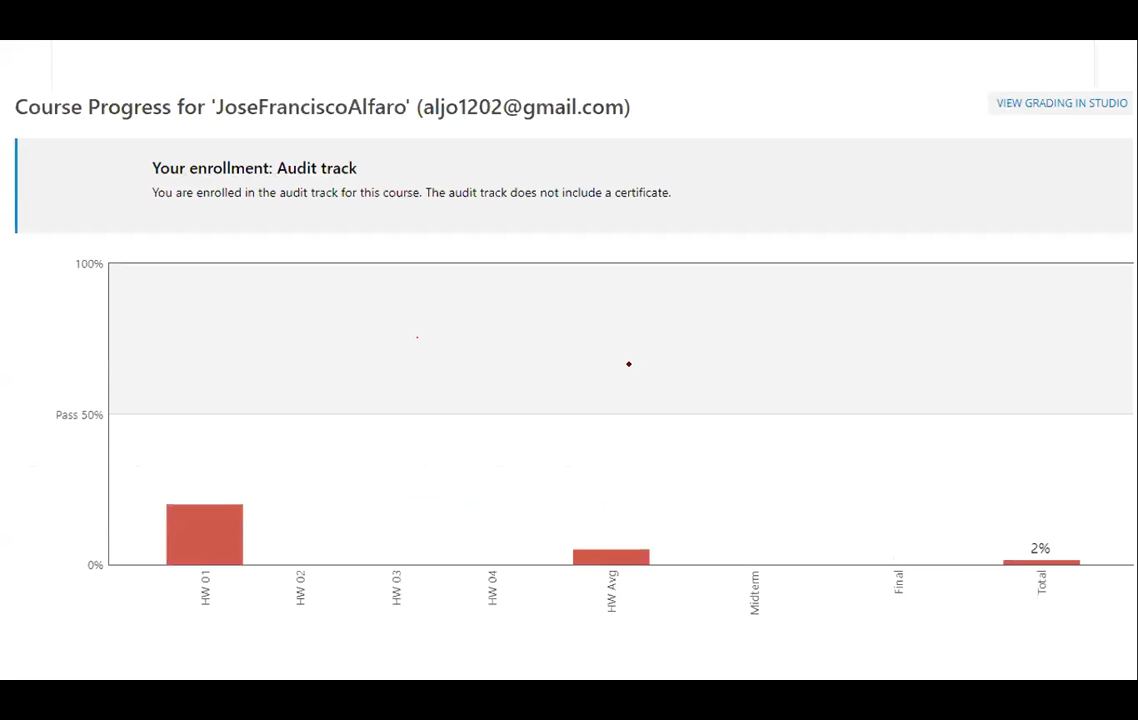 Course Progress for 'JoseFranciscoAlfaro' (aljo1202@gmail.com)
VIEW GRADING IN STUDIO
Your enrollment: Audit track
You are enrolled in the audit track for this course. The audit track does not include a certificate.
100%
Pass 50%
0%
2%
HW 01
HW 02
HW 03
HW 04
HW Avg
Midterm
Final
Total